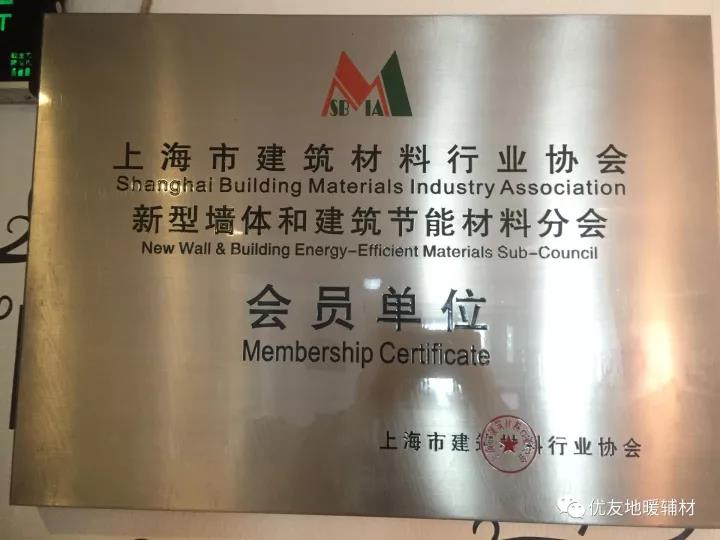 SBMIA
上海市建筑材料行业协会
Shanghai Building Materials Industry Association
新型墙体和建筑节能材料分会
New Wall & Building Energy-Efficient Materials Sub-Council
会员单位
Membership Certificate
上海市建筑材料行业协会
优友地暖辅材